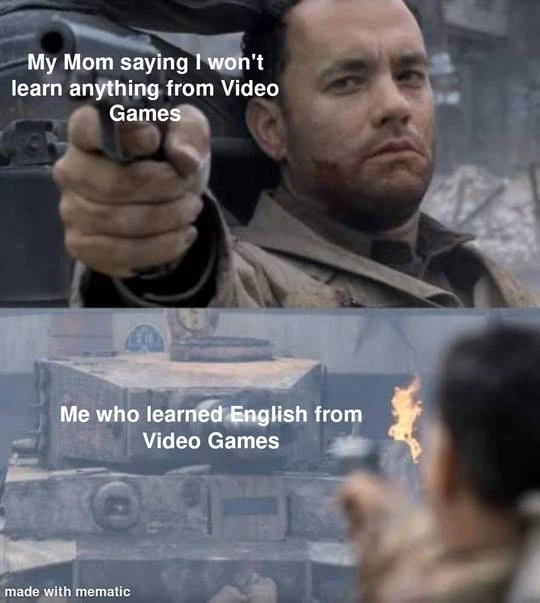 My Mom saying I won't
learn anything from Video
Games
Me who learned English from
Video Games
made with mematic